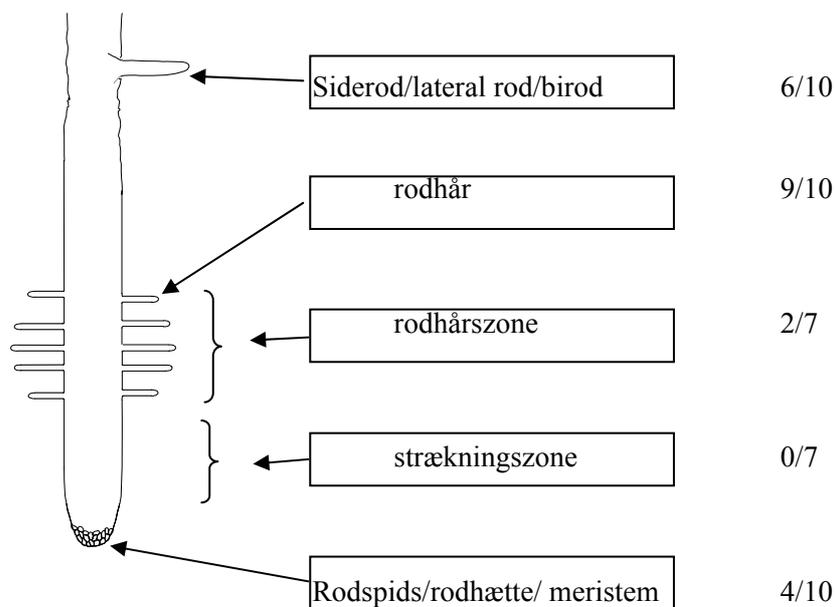 Siderod/lateral rod/birod 6/10
rodhår 9/10
rodhårszone 2/7
strækningszone 0/7
Rodspids/rodhætte/ meristem 4/10